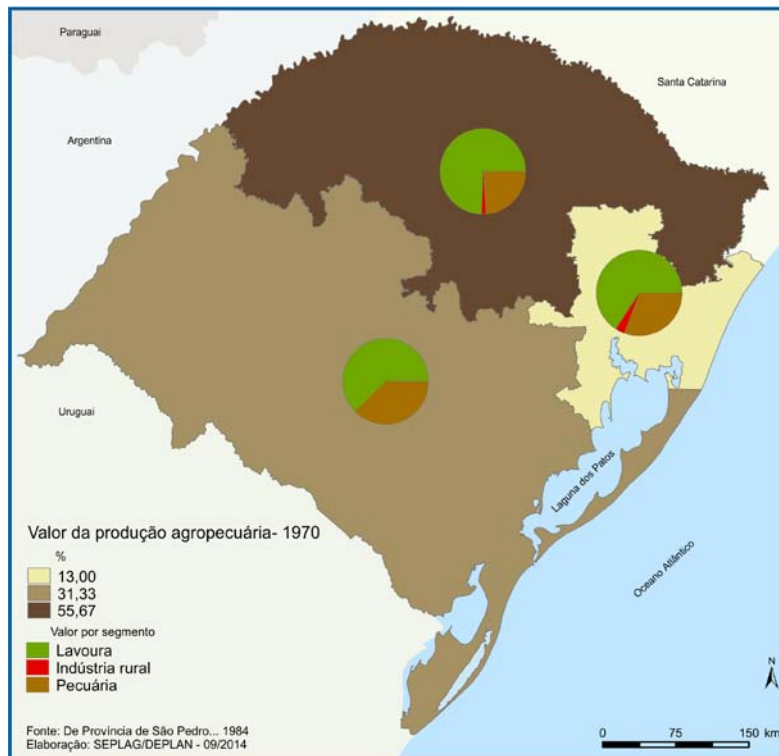 Paraguai
Santa Catarina
Argentina
Uruguai
Laguna dos Patos
Oceano Atlântico
Valor da produção agropecuária- 1970
%
13,00
31,33
55,67
Valor por segmento
Lavoura
Indústria rural
Pecuária
Fonte: De Província de São Pedro... 1984
Elaboração: SEPLAG/DEPLAN - 09/2014
N
0 75 150 km